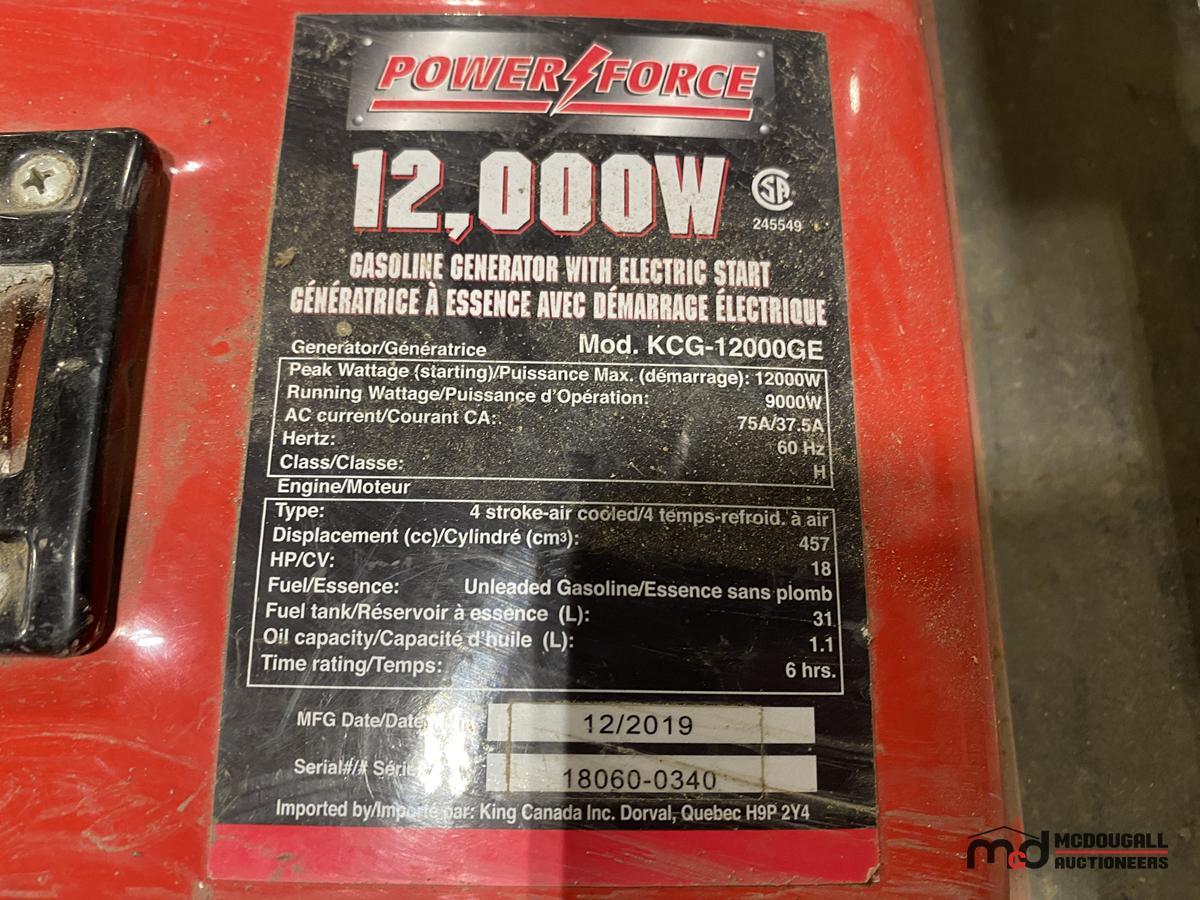 POWER FORCE
12,000W
CSA
245549
GASOLINE GENERATOR WITH ELECTRIC START
GÉNÉRATRICE À ESSENCE AVEC DÉMARRAGE ÉLECTRIQUE
Generator/Génératrice Mod. KCG-12000GE
Peak Wattage (starting)/Puissance Max. (démarrage): 12000W
Running Wattage/Puissance d'Opération: 9000W
AC current/Courant CA: 75A/37.5A
Hertz: 60 Hz
Class/Classe: H
Engine/Moteur
Type: 4 stroke-air cooled/4 temps-refroid. à air
Displacement (cc)/Cylindré (cm³): 457
HP/CV: 18
Fuel/Essence: Unleaded Gasoline/Essence sans plomb
Fuel tank/Réservoir à essence (L): 31
Oil capacity/Capacité d'huile (L): 1.1
Time rating/Temps: 6 hrs.
MFG Date/Date 12/2019
Serial#/# Série 18060-0340
Imported by/Importé par: King Canada Inc. Dorval, Quebec H9P 2Y4
mcd MCDOUGALL
AUCTIONEERS